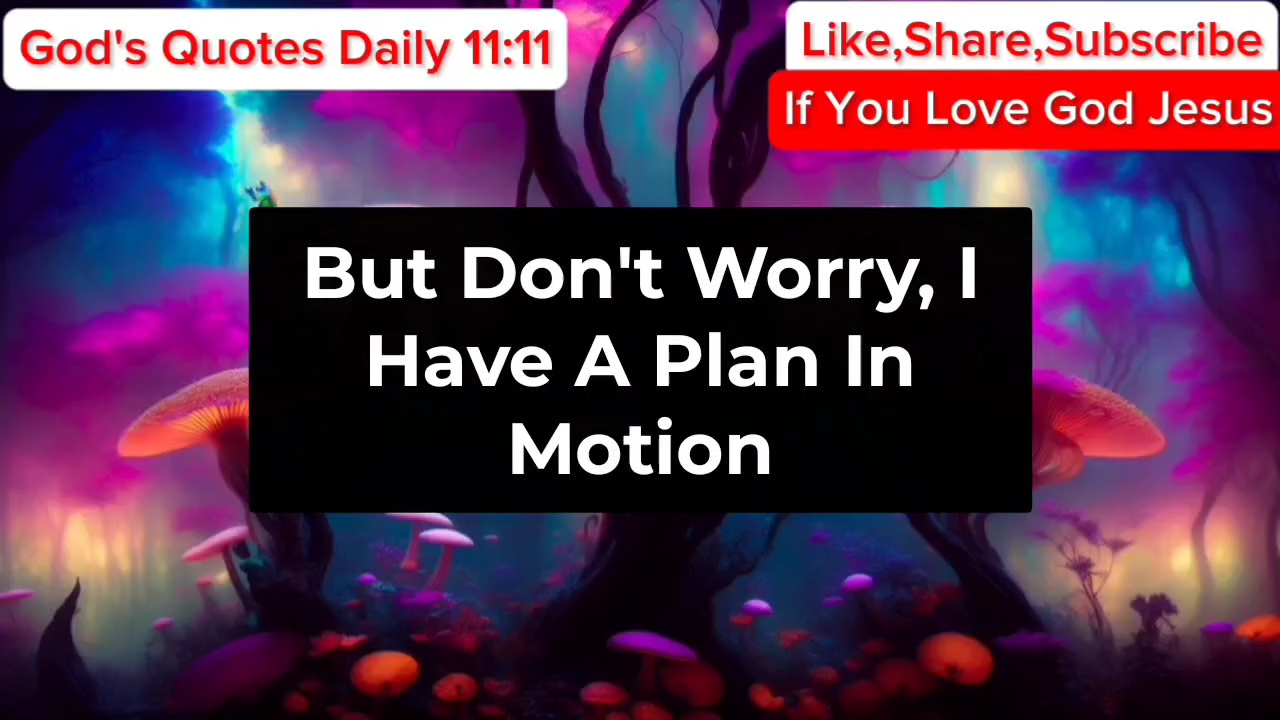 God's Quotes Daily 11:11
Like,Share,Subscribe
If You Love God Jesus
But Don't Worry, I
Have A Plan In
Motion